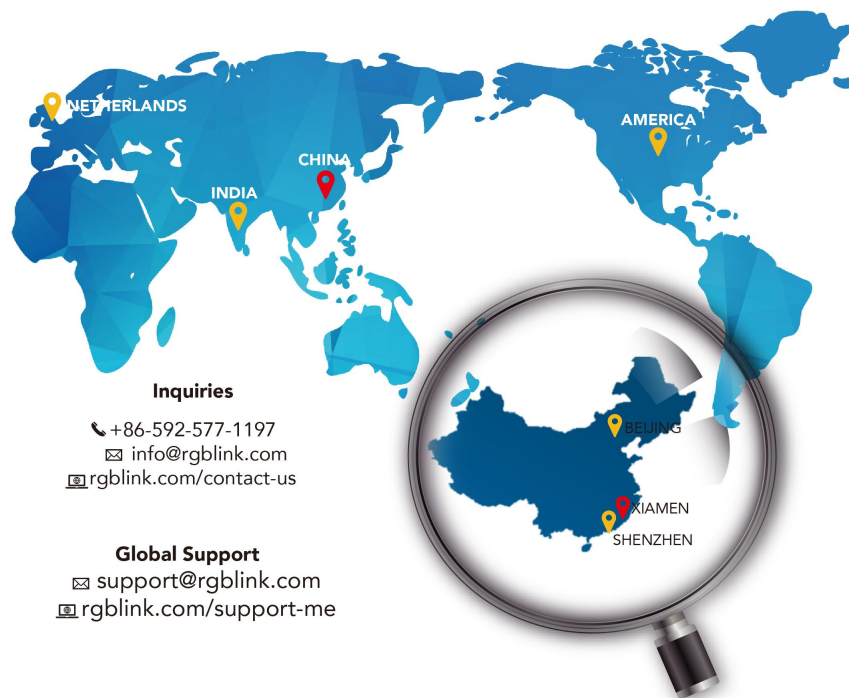 NETHERLANDS
AMERICA
CHINA
INDIA
Inquiries
+86-592-577-1197
info@rgblink.com
rgblink.com/contact-us
Global Support
support@rgblink.com
rgblink.com/support-me
BEIJING
XIAMEN
SHENZHEN